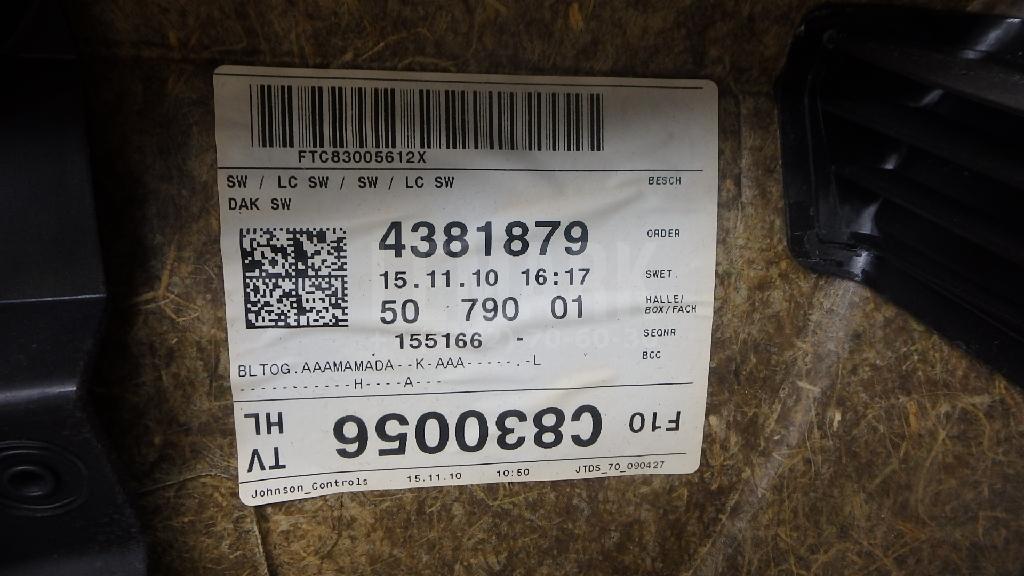 FTC83005612X
SW / LC SW / SW / LC SW BESCH
DAK SW
4381879 ORDER
15.11.10 16:17 SWET.
50 790 01 HALLE/
BOX/FACH
155166 - SEQNR
BCC
BLTOG.AAAMAMADA--K-AAA------.-L
-----------H----A---
TV HL C830056 F10
Johnson_Controls 15.11.10 10:50 JTDS_70_090427